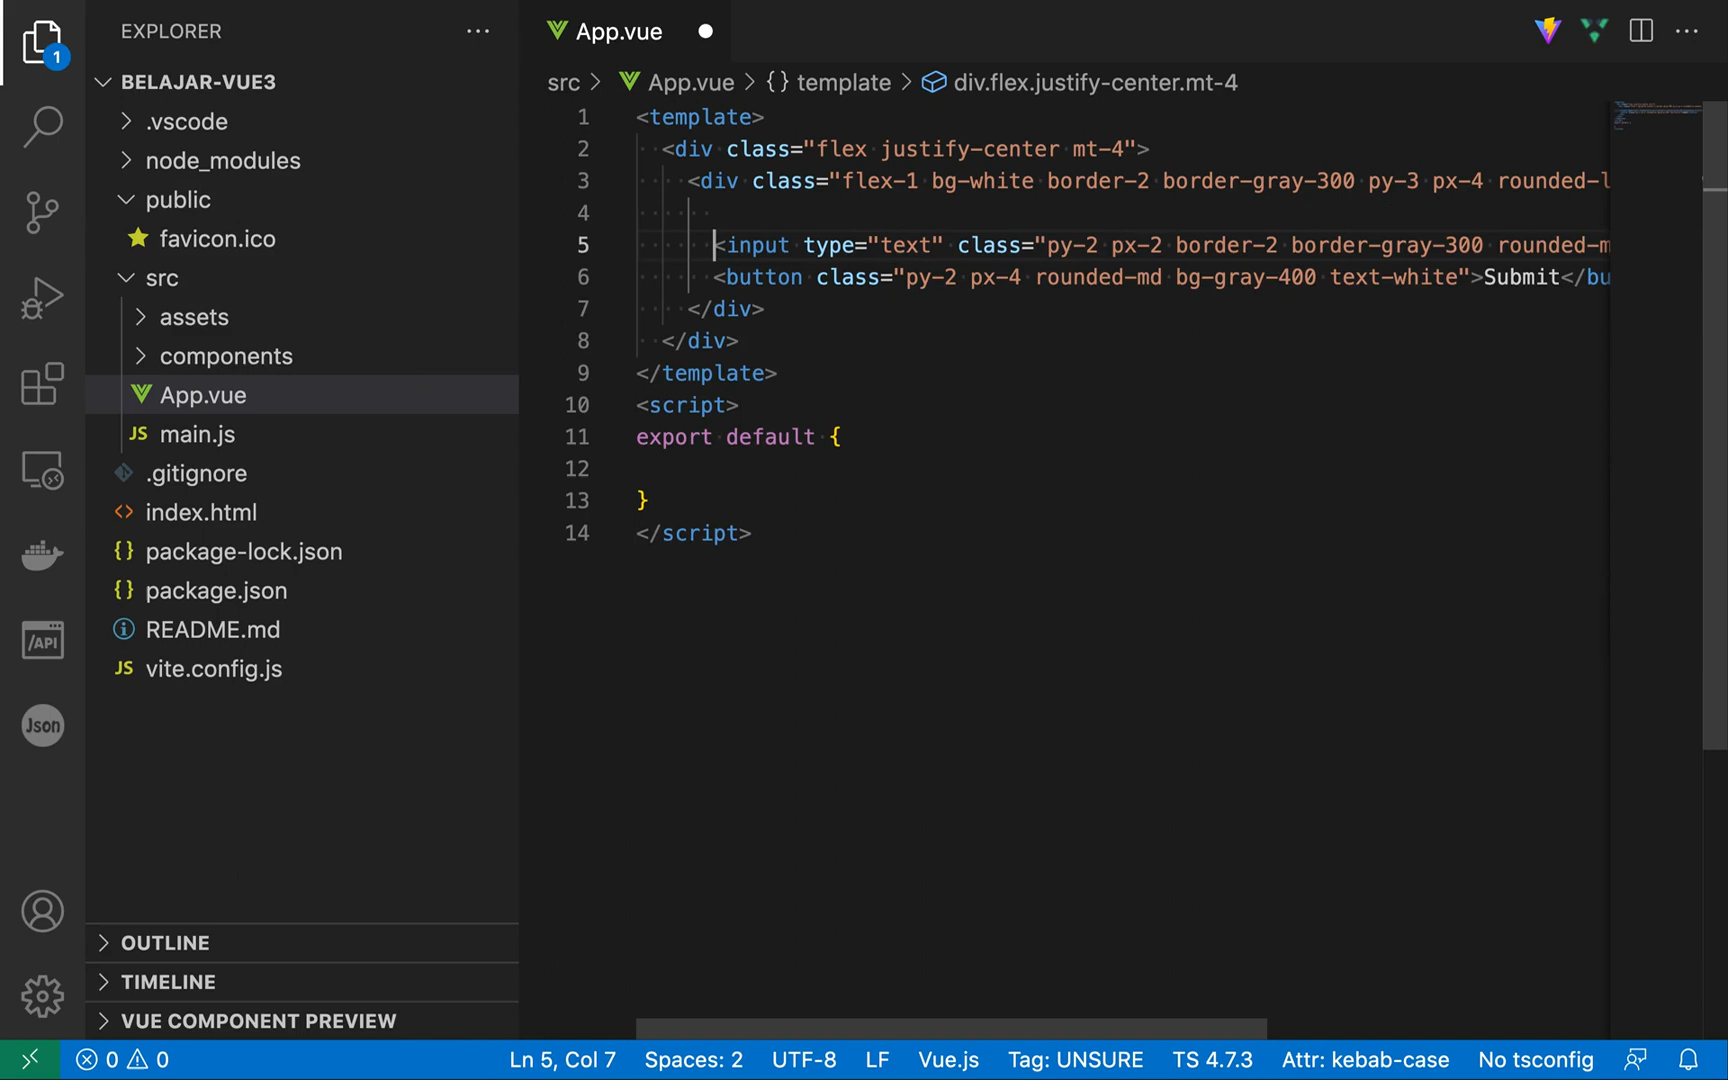 EXPLORER
1
BELAJAR-VUE3
.vscode
node_modules
public
favicon.ico
src
assets
components
App.vue
JS main.js
.gitignore
<> index.html
{} package-lock.json
{} package.json
README.md
JS vite.config.js
/API
Json
OUTLINE
TIMELINE
VUE COMPONENT PREVIEW
App.vue
src > App.vue > {} template > div.flex.justify-center.mt-4
1 <template>
2 <div class="flex justify-center mt-4">
3 <div class="flex-1 bg-white border-2 border-gray-300 py-3 px-4 rounded-l
4
5 <input type="text" class="py-2 px-2 border-2 border-gray-300 rounded-m
6 <button class="py-2 px-4 rounded-md bg-gray-400 text-white">Submit</bu
7 </div>
8 </div>
9 </template>
10 <script>
11 export default {
12
13 }
14 </script>
0 0 Ln 5, Col 7 Spaces: 2 UTF-8 LF Vue.js Tag: UNSURE TS 4.7.3 Attr: kebab-case No tsconfig